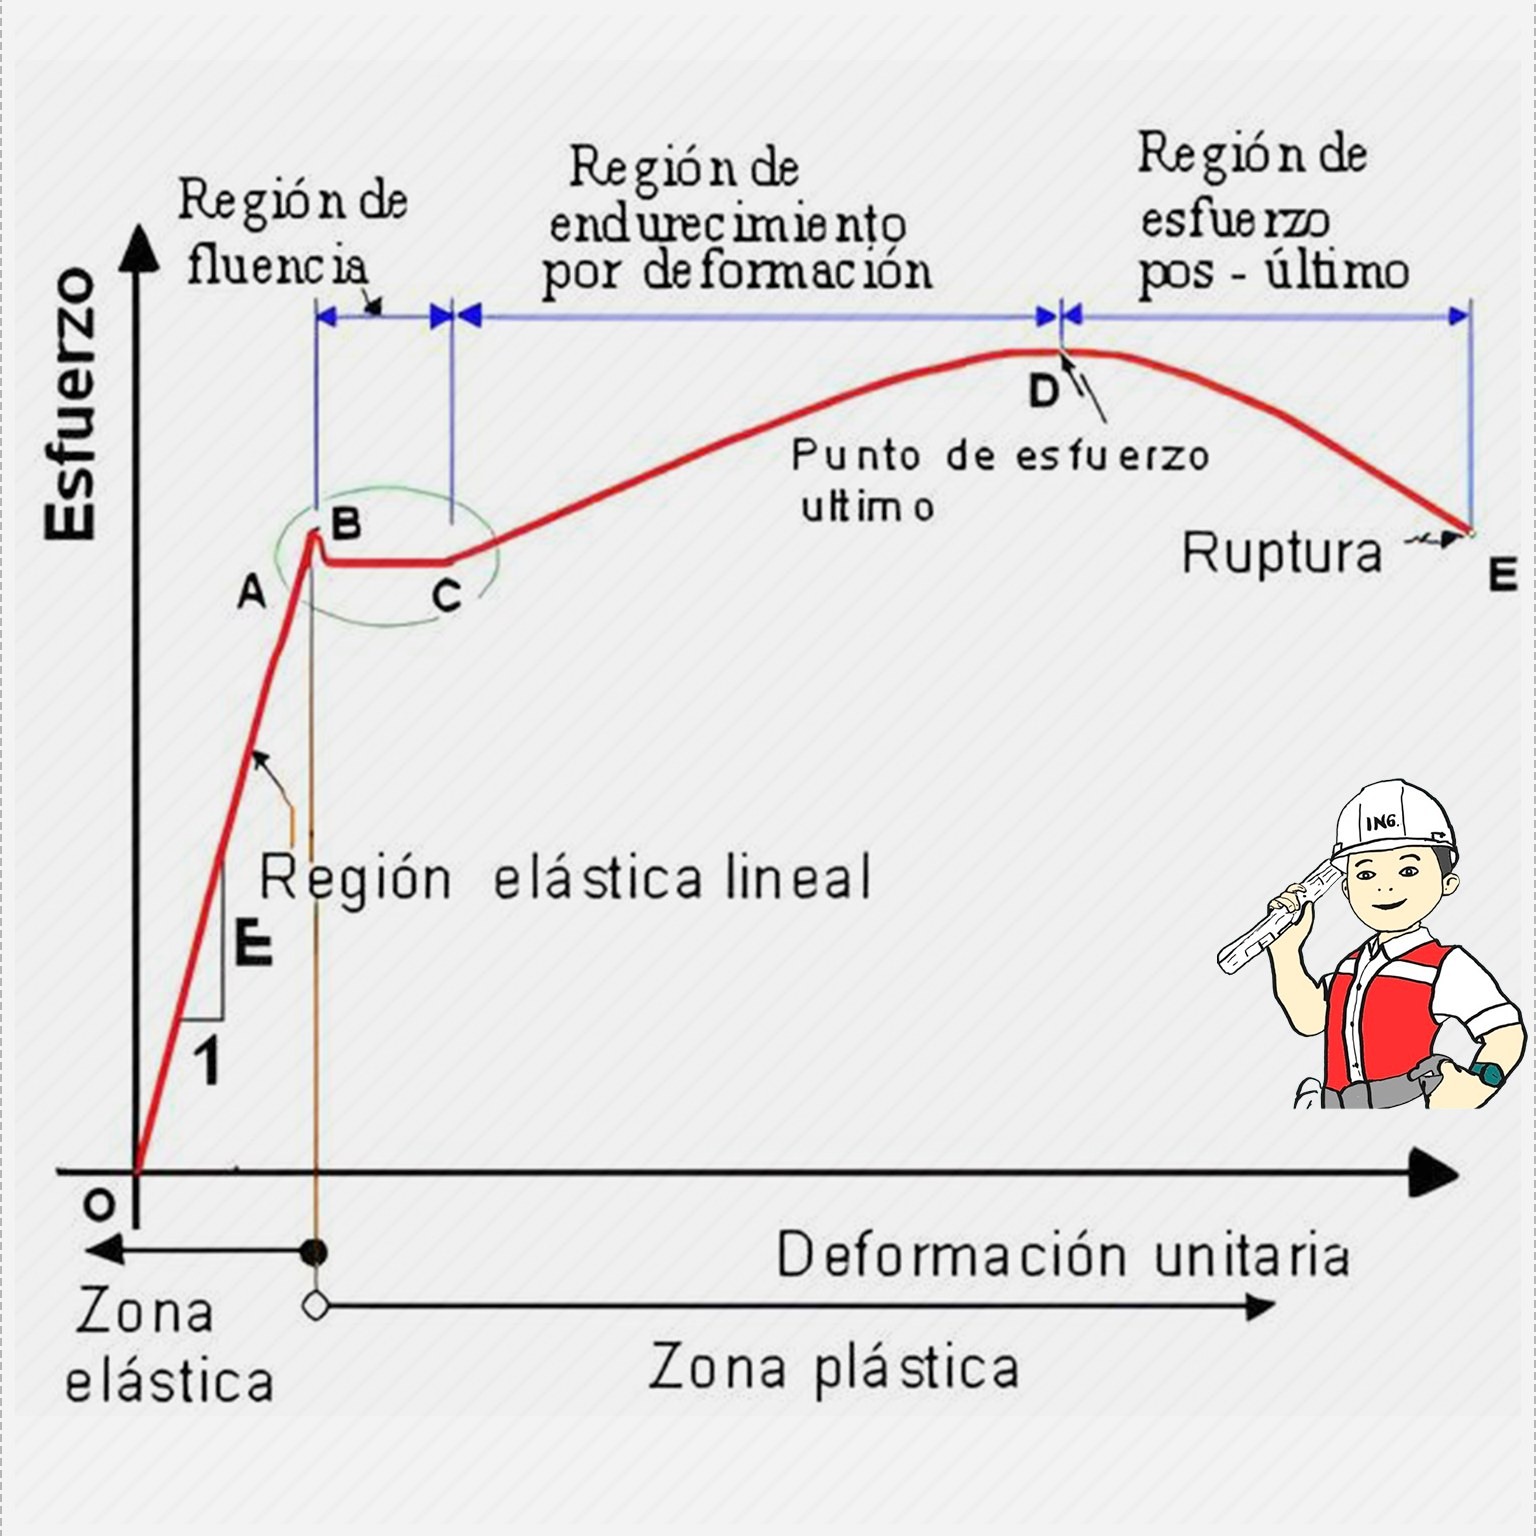 Región de
fluencia
Región de
endurecimiento
por deformación
Región de
esfuerzo
pos - último
Esfuerzo
D
Punto de esfuerzo
ultimo
B
A
C
Ruptura
E
ING.
Región elástica lineal
E
1
O
Deformación unitaria
Zona
elástica
Zona plástica